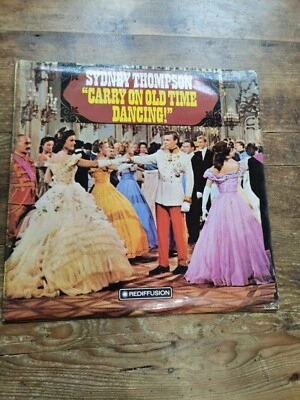 SYDNEY THOMPSON
"CARRY ON OLD TIME
DANCING!"
REDIFFUSION